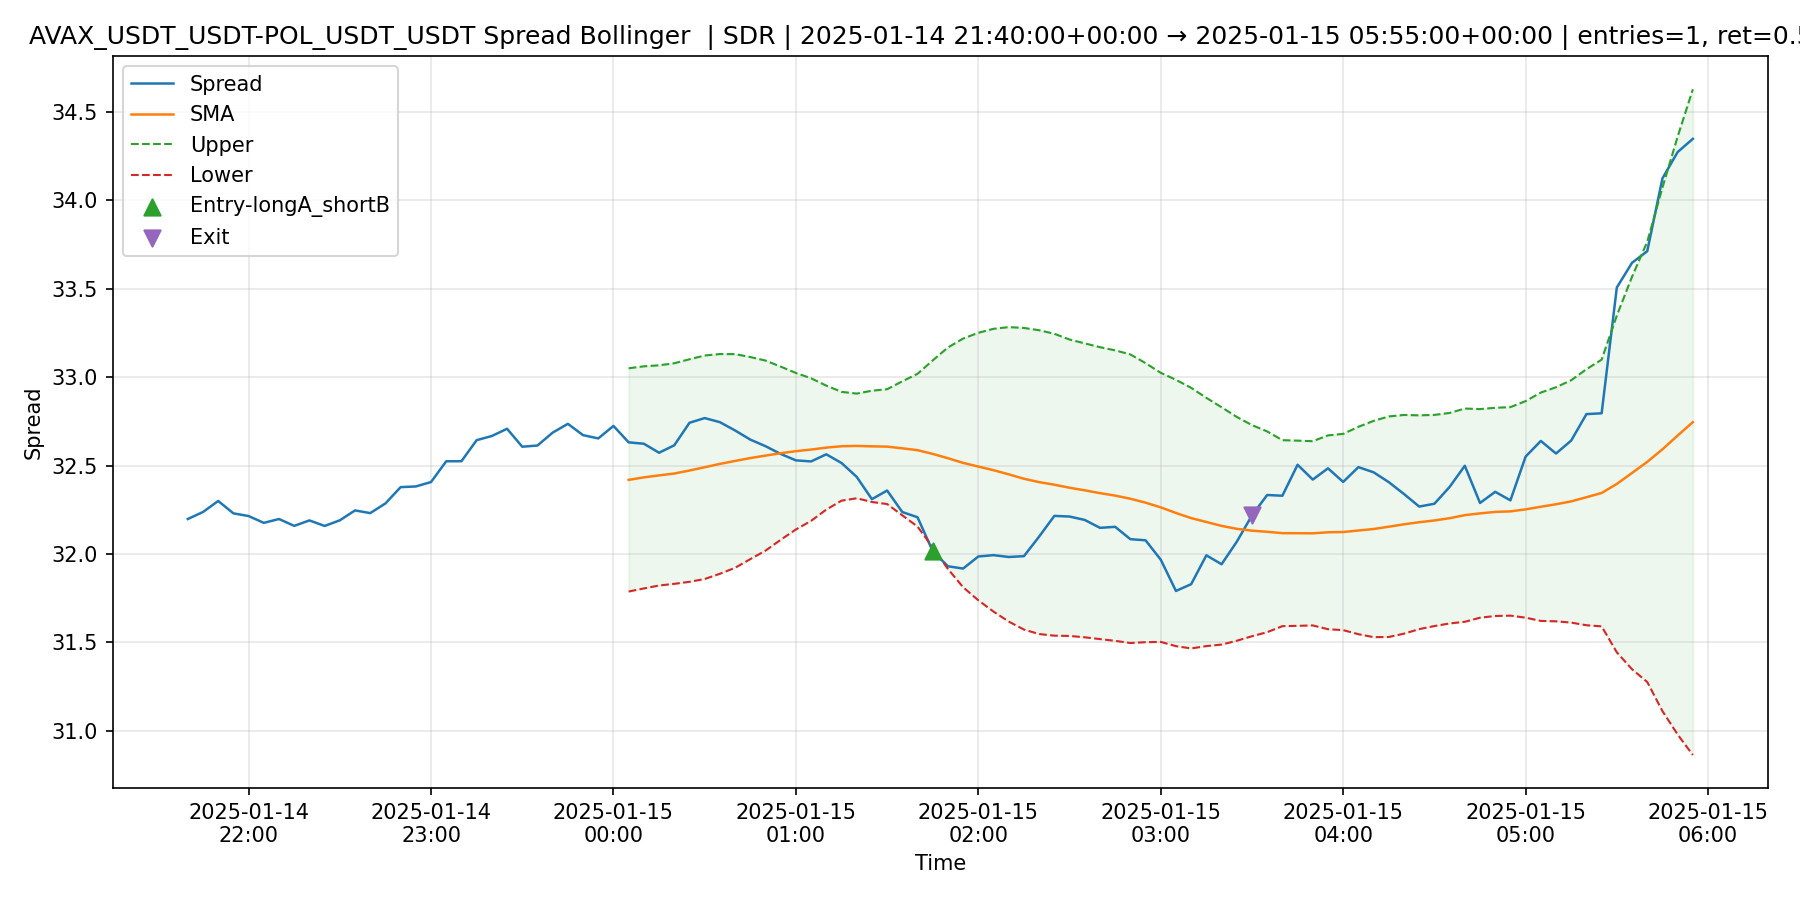 AVAX_USDT_USDT-POL_USDT_USDT Spread Bollinger | SDR | 2025-01-14 21:40:00+00:00 → 2025-01-15 05:55:00+00:00 | entries=1, ret=0.5
Spread
SMA
Upper
Lower
Entry-longA_shortB
Exit
34.5
34.0
33.5
33.0
32.5
32.0
31.5
31.0
Spread
2025-01-14 2025-01-14 2025-01-15 2025-01-15 2025-01-15 2025-01-15 2025-01-15 2025-01-15 2025-01-15
22:00 23:00 00:00 01:00 02:00 03:00 04:00 05:00 06:00
Time